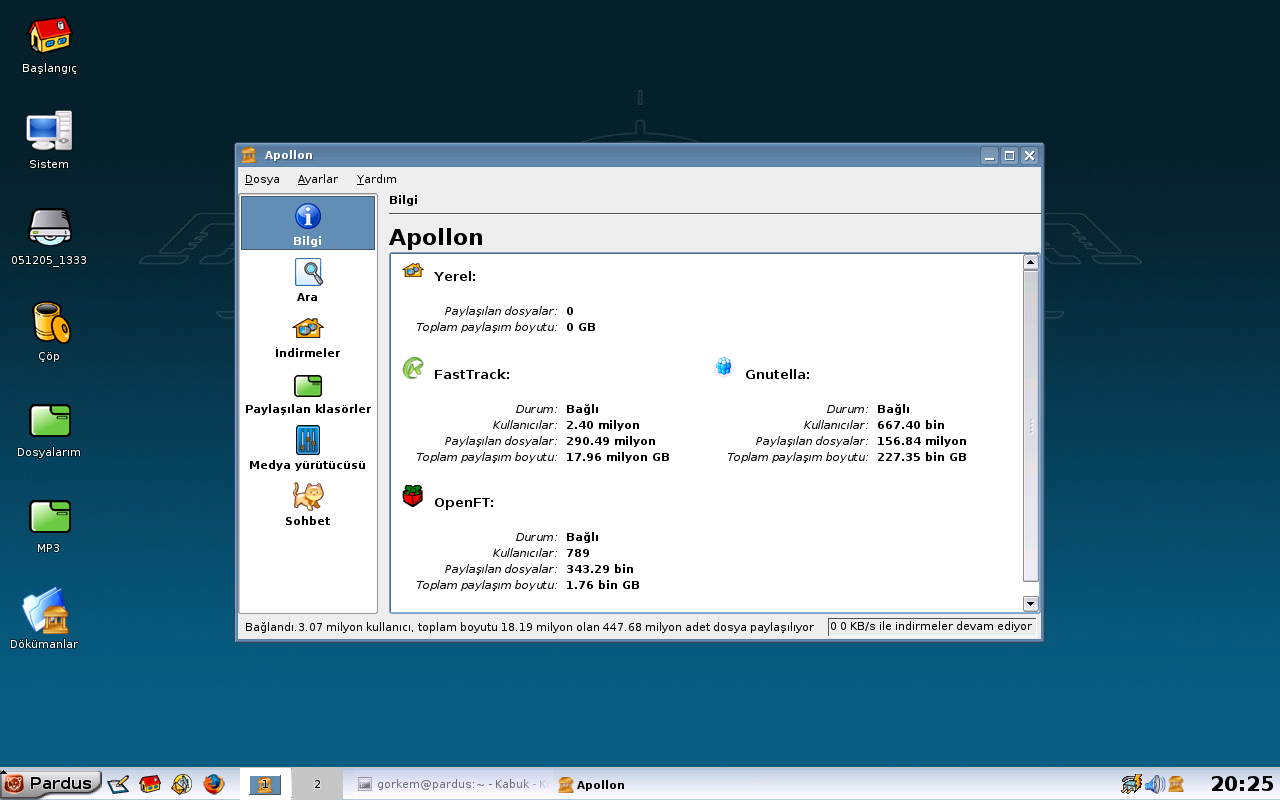 Başlangıç
Sistem
051205_1333
Çöp
Dosyalarım
MP3
Dökümanlar
Apollon
Dosya Ayarlar Yardım
Bilgi
Ara
İndirmeler
Paylaşılan klasörler
Medya yürütücüsü
Sohbet
Bilgi
Apollon
Yerel:
Paylaşılan dosyalar: 0
Toplam paylaşım boyutu: 0 GB
FastTrack:
Durum: Bağlı
Kullanıcılar: 2.40 milyon
Paylaşılan dosyalar: 290.49 milyon
Toplam paylaşım boyutu: 17.96 milyon GB
Gnutella:
Durum: Bağlı
Kullanıcılar: 667.40 bin
Paylaşılan dosyalar: 156.84 milyon
Toplam paylaşım boyutu: 227.35 bin GB
OpenFT:
Durum: Bağlı
Kullanıcılar: 789
Paylaşılan dosyalar: 343.29 bin
Toplam paylaşım boyutu: 1.76 bin GB
Bağlandı.3.07 milyon kullanıcı, toplam boyutu 18.19 milyon olan 447.68 milyon adet dosya paylaşılıyor
0 0 KB/s ile indirmeler devam ediyor
Pardus 1 2 gorkem@pardus:~ - Kabuk - Apollon 20:25